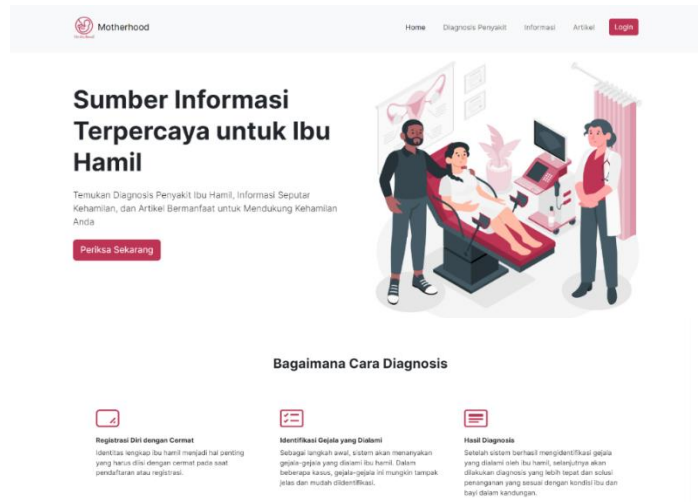 Motherhood
Home Diagnosis Penyakit Informasi Artikel Login
Sumber Informasi
Terpercaya untuk Ibu
Hamil
Temukan Diagnosis Penyakit Ibu Hamil, Informasi Seputar
Kehamilan, dan Artikel Bermanfaat untuk Mendukung Kehamilan
Anda
Periksa Sekarang
Bagaimana Cara Diagnosis
Registrasi Diri dengan Cermat
Identitas lengkap ibu hamil menjadi hal penting
yang harus diisi dengan cermat pada saat
pendaftaran atau registrasi.
Identifikasi Gejala yang Dialami
Sebagai langkah awal, sistem akan menanyakan
gejala-gejala yang dialami ibu hamil. Dalam
beberapa kasus, gejala-gejala ini mungkin tampak
jelas dan mudah diidentifikasi.
Hasil Diagnosis
Setelah sistem berhasil mengidentifikasi gejala
yang dialami oleh ibu hamil, selanjutnya akan
dilakukan diagnosis yang lebih tepat dan solusi
penanganan yang sesuai dengan kondisi ibu dan
bayi dalam kandungan.